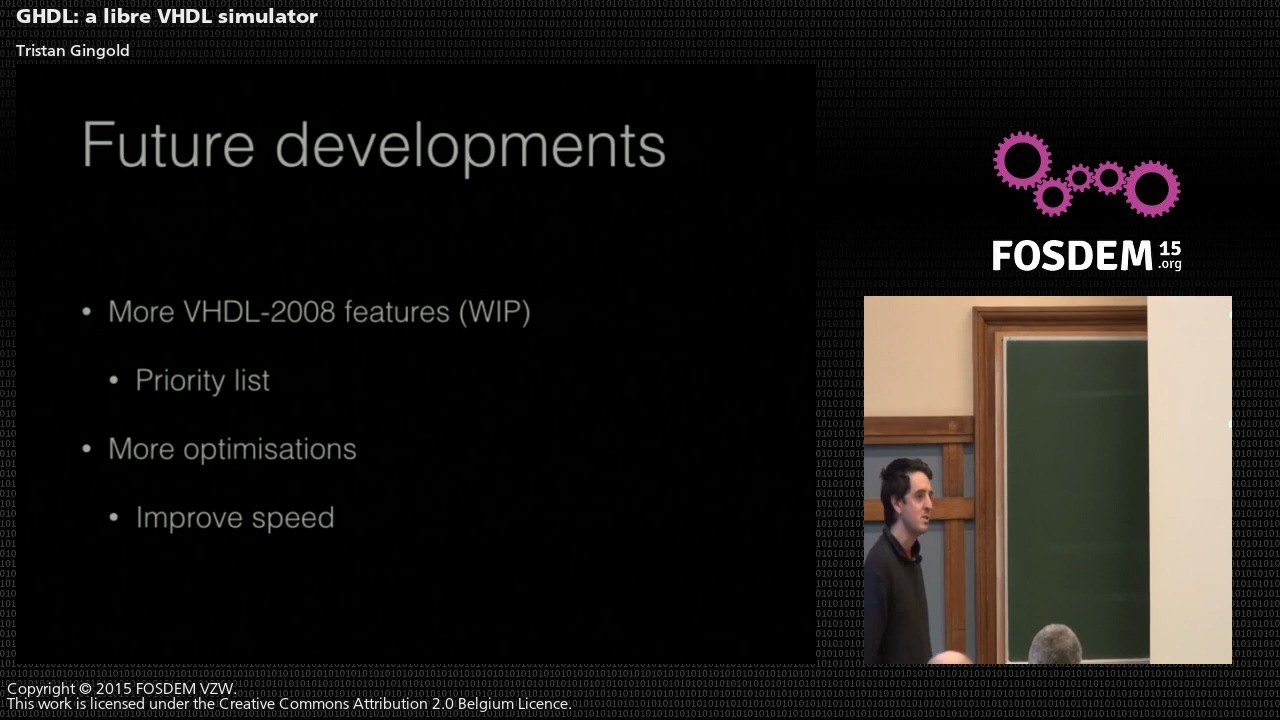 GHDL: a libre VHDL simulator
Tristan Gingold
Future developments
• More VHDL-2008 features (WIP)
• Priority list
• More optimisations
• Improve speed
FOSDEM 15
.org
Copyright © 2015 FOSDEM VZW.
This work is licensed under the Creative Commons Attribution 2.0 Belgium Licence.